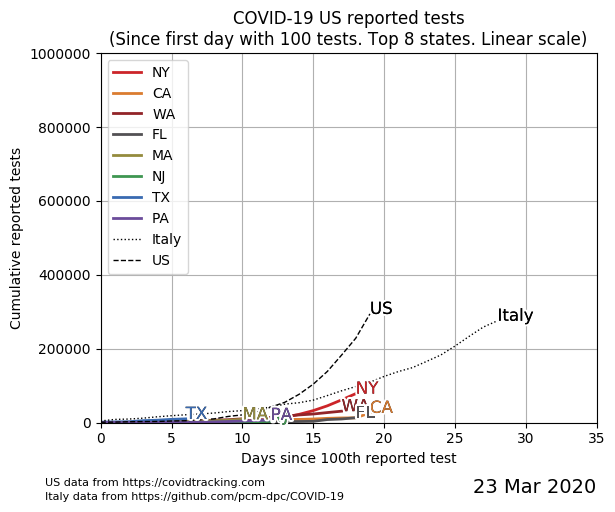 COVID-19 US reported tests
(Since first day with 100 tests. Top 8 states. Linear scale)
1000000
800000
600000
400000
200000
0
Cumulative reported tests
NY
CA
WA
FL
MA
NJ
TX
PA
Italy
US
US
Italy
NY
WA
CA
FL
TX
MA
PA
NJ
0 5 10 15 20 25 30 35
Days since 100th reported test
US data from https://covidtracking.com
Italy data from https://github.com/pcm-dpc/COVID-19
23 Mar 2020